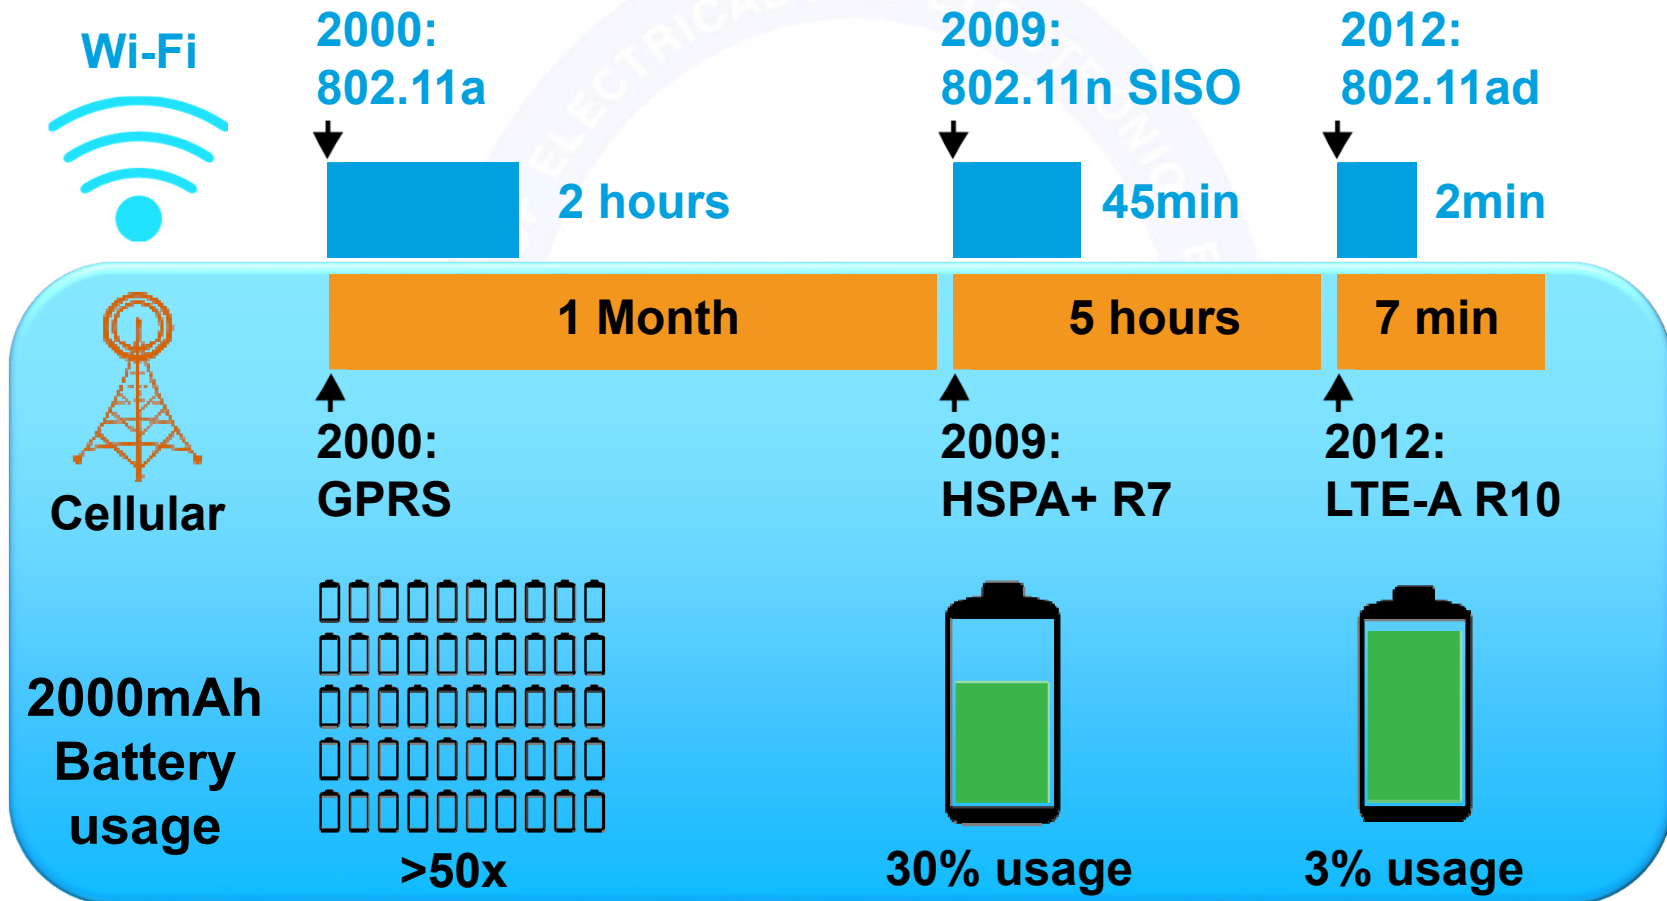 Wi-Fi
2000:
802.11a
2009:
802.11n SISO
2012:
802.11ad
2 hours
45min
2min
1 Month
5 hours
7 min
Cellular
2000:
GPRS
2009:
HSPA+ R7
2012:
LTE-A R10
2000mAh
Battery
usage
>50x
30% usage
3% usage